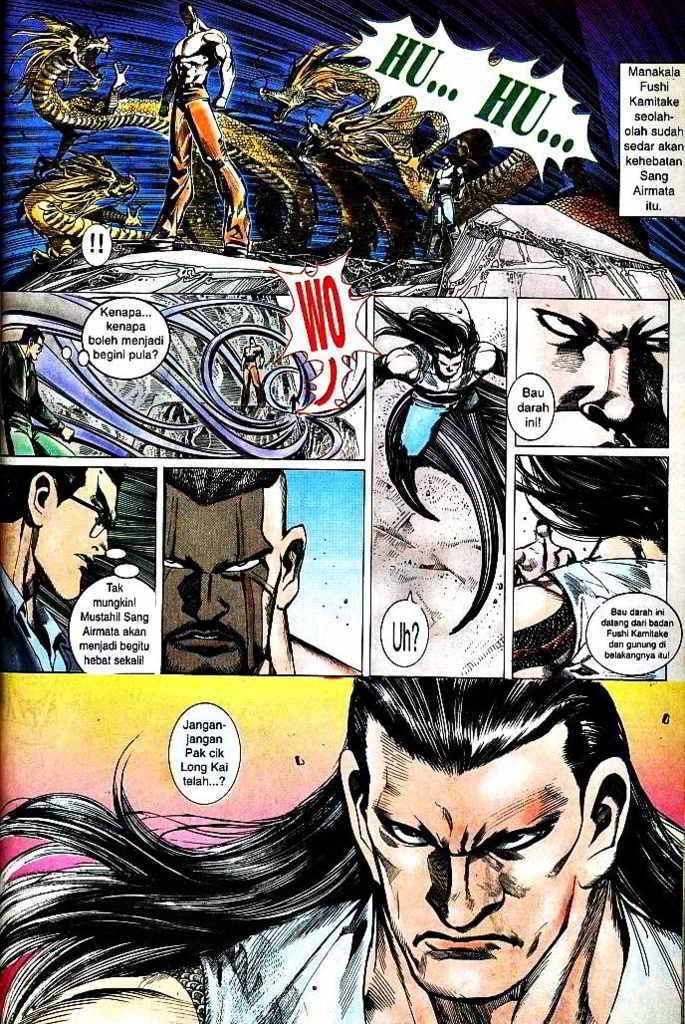 HU... HU...
Manakala
Fushi
Kamitake
seolah-
olah sudah
sedar akan
kehebatan
Sang
Airmata
itu.
!!
Kenapa...
kenapa
boleh menjadi
begini pula?
WO
Bau
darah
ini!
Tak
mungkin!
Mustahil Sang
Airmata akan
menjadi begitu
hebat sekali!
Uh?
Bau darah ini
datang dari badan
Fushi Kamitake
dan gunung di
belakangnya itu!
Jangan-
jangan
Pak cik
Long Kai
telah...?